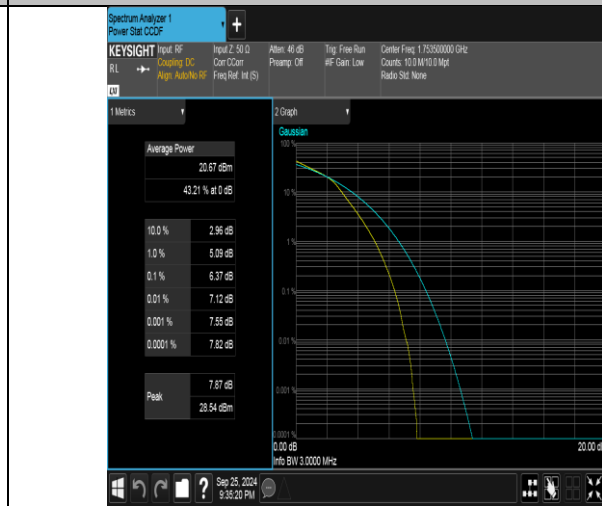 Spectrum Analyzer 1
Power Stat CCDF
+
KEYSIGHT
RL
Input: RF
Coupling: DC
Align: Auto/No RF
Input Z: 50 Ω
Corr CCorr
Freq Ref: Int (S)
Atten: 46 dB
Preamp: Off
Trig: Free Run
#IF Gain: Low
Center Freq: 1.753500000 GHz
Counts: 10.0 M/10.0 Mpt
Radio Std: None
1 Metrics
Average Power
20.67 dBm
43.21 % at 0 dB
10.0 % 2.96 dB
1.0 % 5.09 dB
0.1 % 6.37 dB
0.01 % 7.12 dB
0.001 % 7.55 dB
0.0001 % 7.82 dB
Peak
7.87 dB
28.54 dBm
2 Graph
Gaussian
100 %
10 %
1 %
0.1 %
0.01 %
0.001 %
0.0001 %
0.00 dB
20.00 dB
Info BW 3.0000 MHz
?
Sep 25, 2024
9:35:20 PM